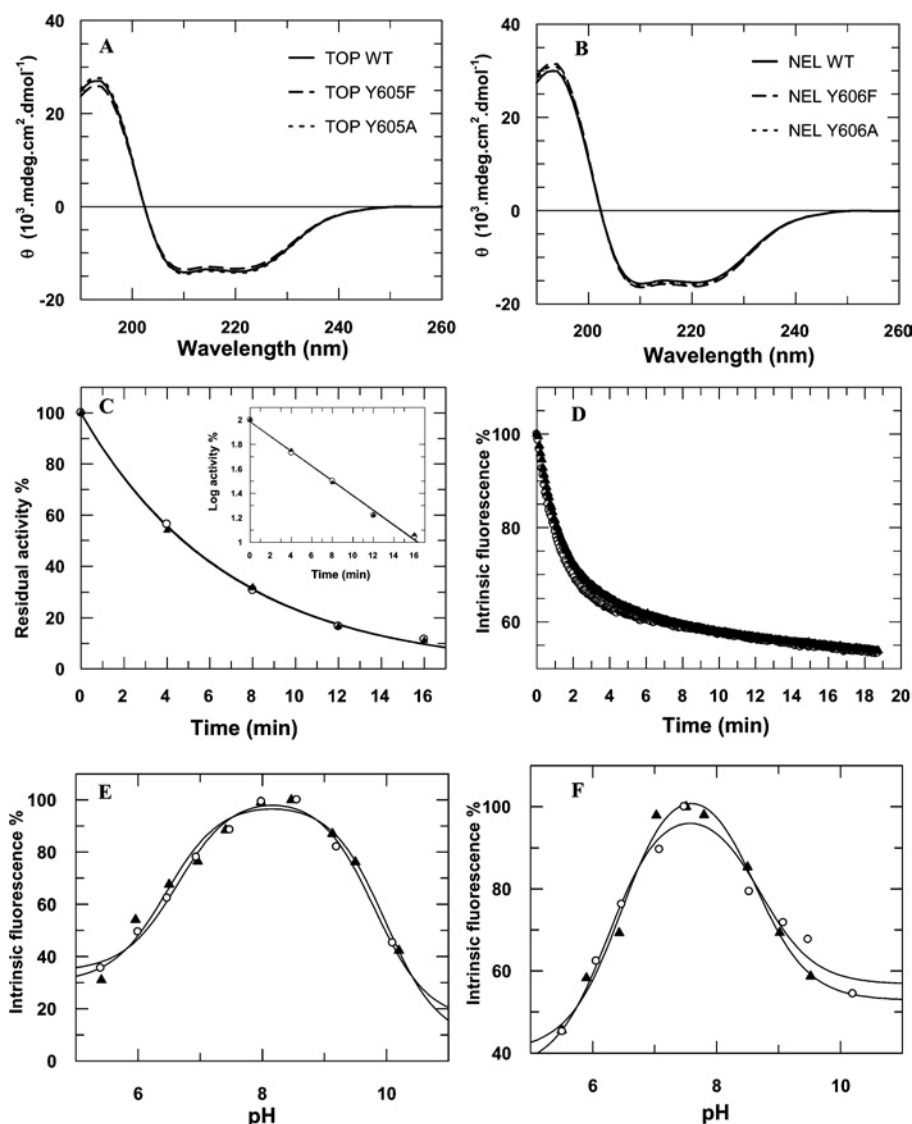 A
TOP WT
TOP Y605F
TOP Y605A
40
20
0
-20
θ (10³.mdeg.cm².dmol⁻¹)
200 220 240 260
Wavelength (nm)
B
NEL WT
NEL Y606F
NEL Y606A
40
20
0
-20
θ (10³.mdeg.cm².dmol⁻¹)
200 220 240 260
Wavelength (nm)
C
100
80
60
40
20
0
Residual activity %
0 2 4 6 8 10 12 14 16
Time (min)
2
1.8
1.6
1.4
1.2
1
Log activity %
0 4 8 12 16
Time (min)
D
100
80
60
Intrinsic fluorescence %
0 2 4 6 8 10 12 14 16 18 20
Time (min)
E
100
80
60
40
20
0
Intrinsic fluorescence %
6 8 10
pH
F
100
80
60
40
Intrinsic fluorescence %
6 8 10
pH